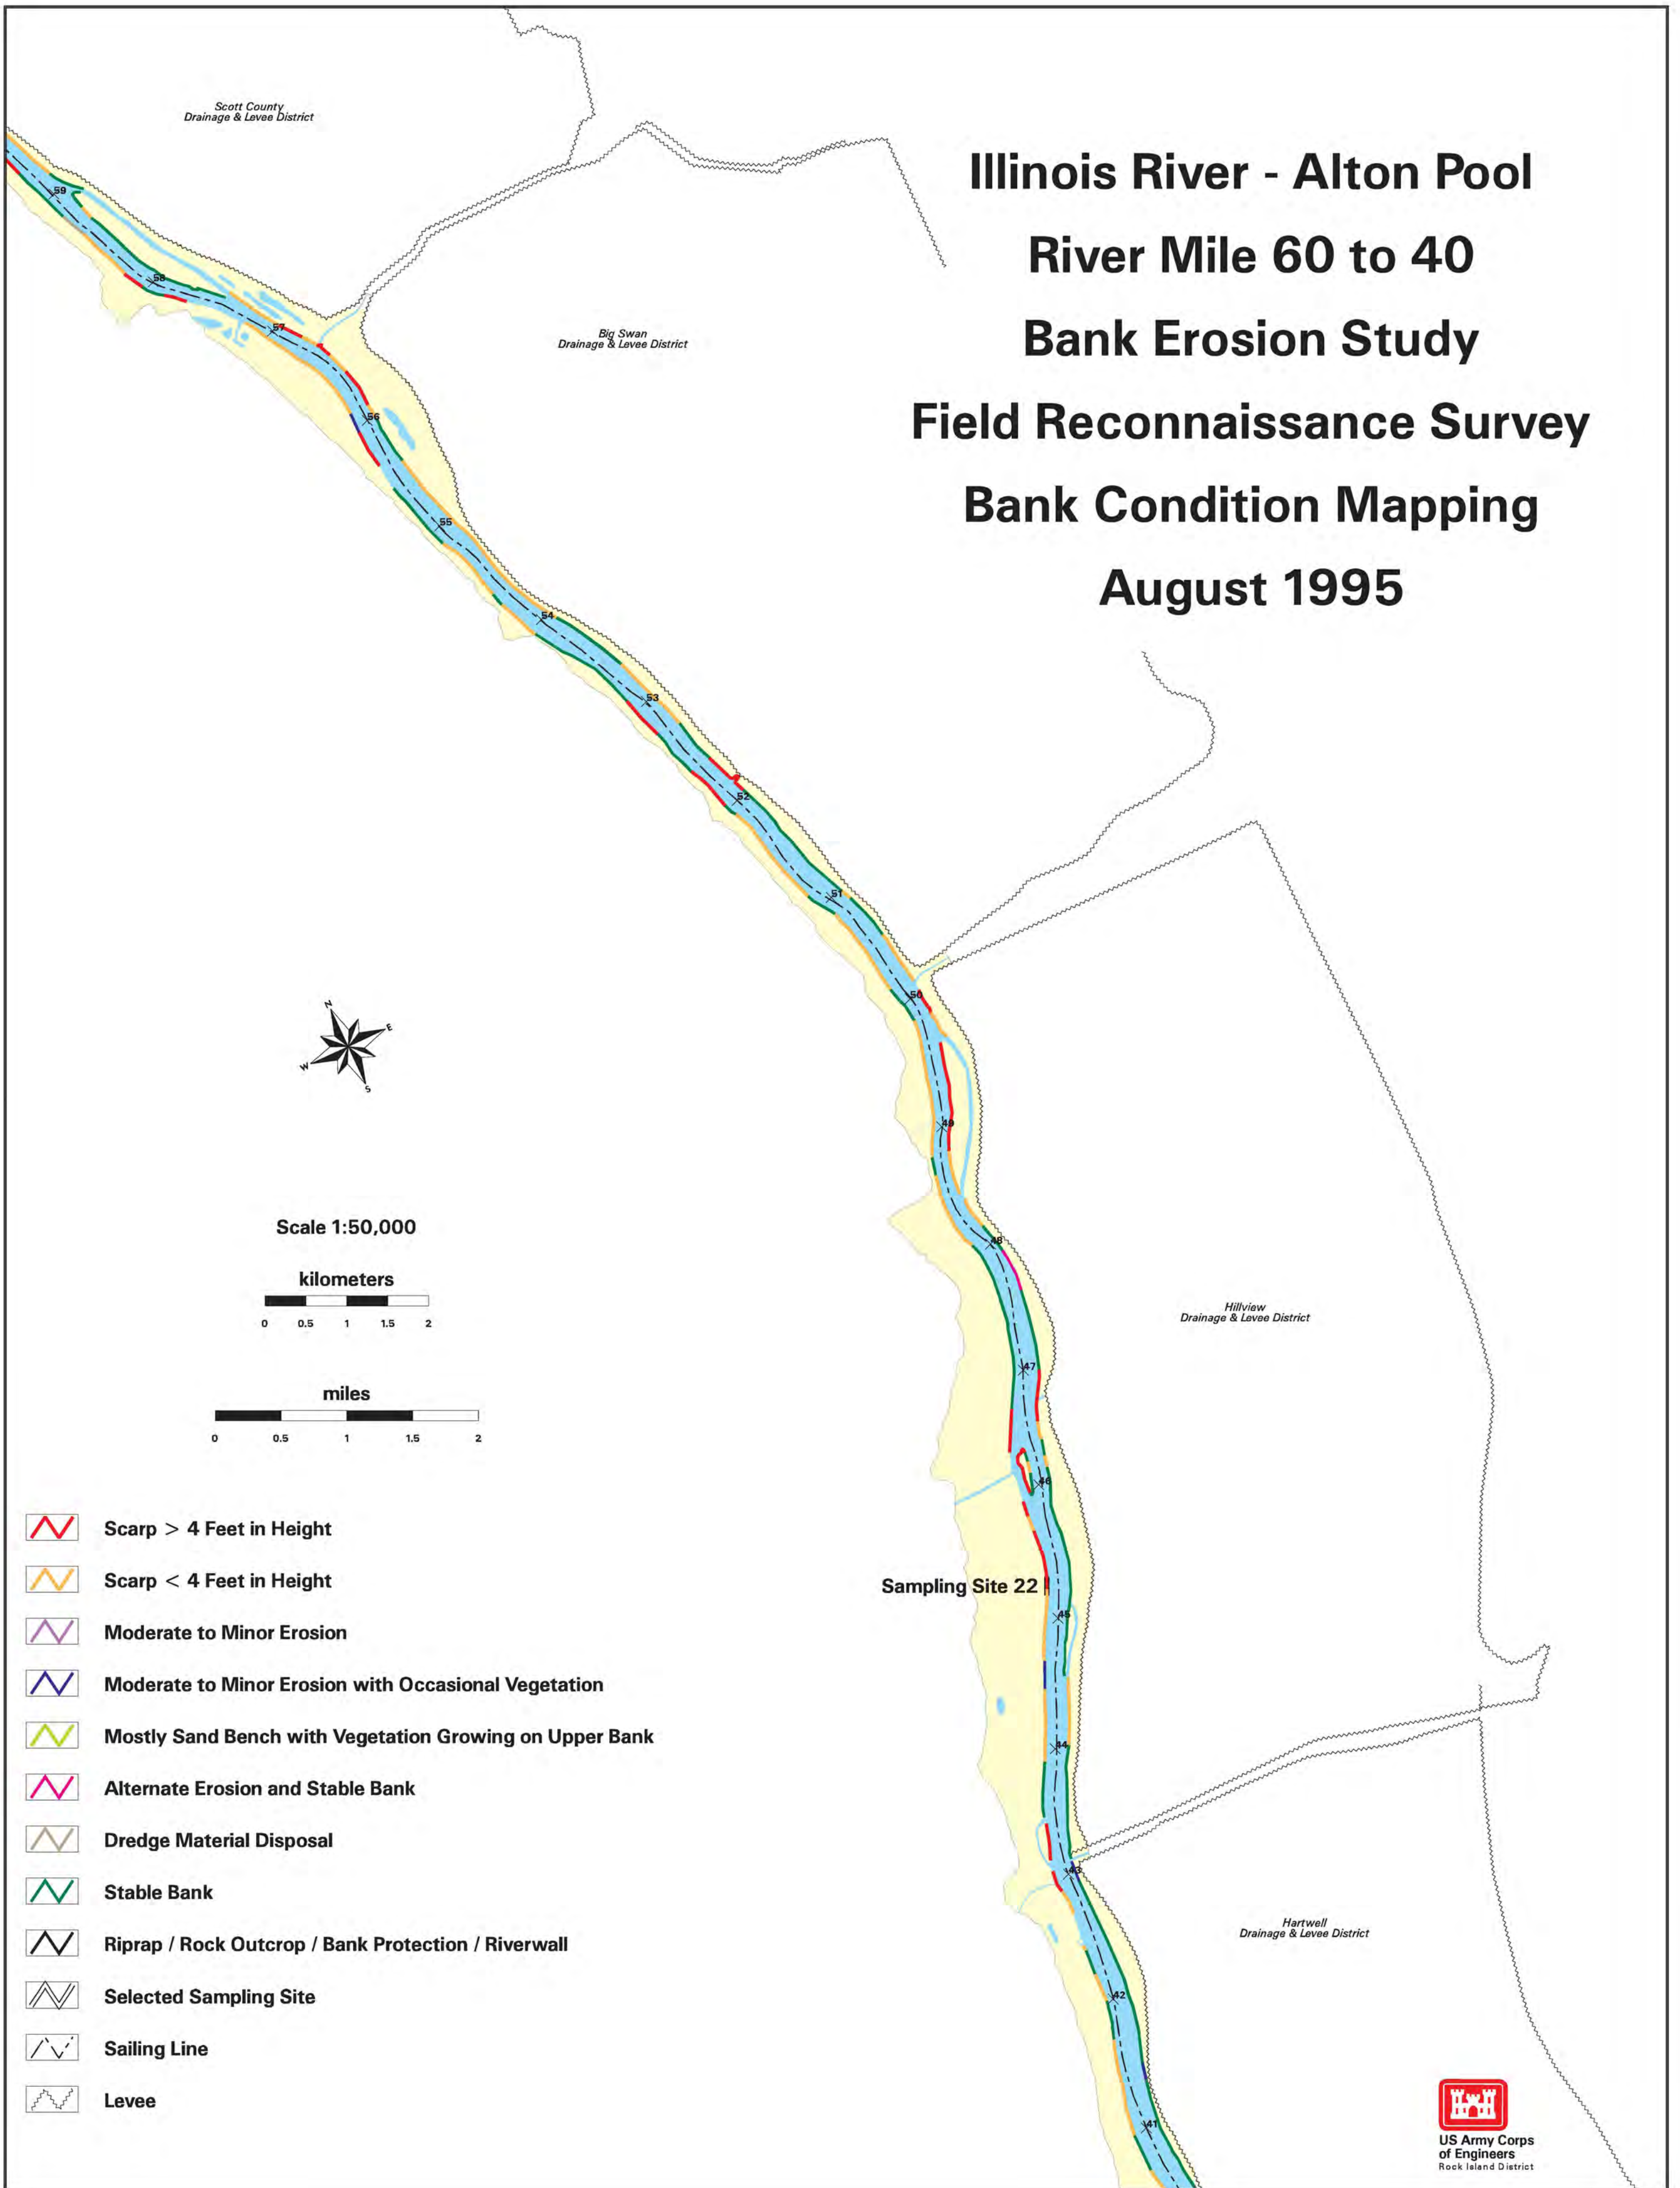 Illinois River - Alton Pool
River Mile 60 to 40
Bank Erosion Study
Field Reconnaissance Survey
Bank Condition Mapping
August 1995
Scott County
Drainage & Levee District
Big Swan
Drainage & Levee District
59
58
57
56
55
54
53
52
51
50
49
48
47
46
45
44
43
42
41
N
E
W
S
Scale 1:50,000
kilometers
0 0.5 1 1.5 2
miles
0 0.5 1 1.5 2
Hillview
Drainage & Levee District
Sampling Site 22
Hartwell
Drainage & Levee District
Scarp > 4 Feet in Height
Scarp < 4 Feet in Height
Moderate to Minor Erosion
Moderate to Minor Erosion with Occasional Vegetation
Mostly Sand Bench with Vegetation Growing on Upper Bank
Alternate Erosion and Stable Bank
Dredge Material Disposal
Stable Bank
Riprap / Rock Outcrop / Bank Protection / Riverwall
Selected Sampling Site
Sailing Line
Levee
US Army Corps
of Engineers
Rock Island District